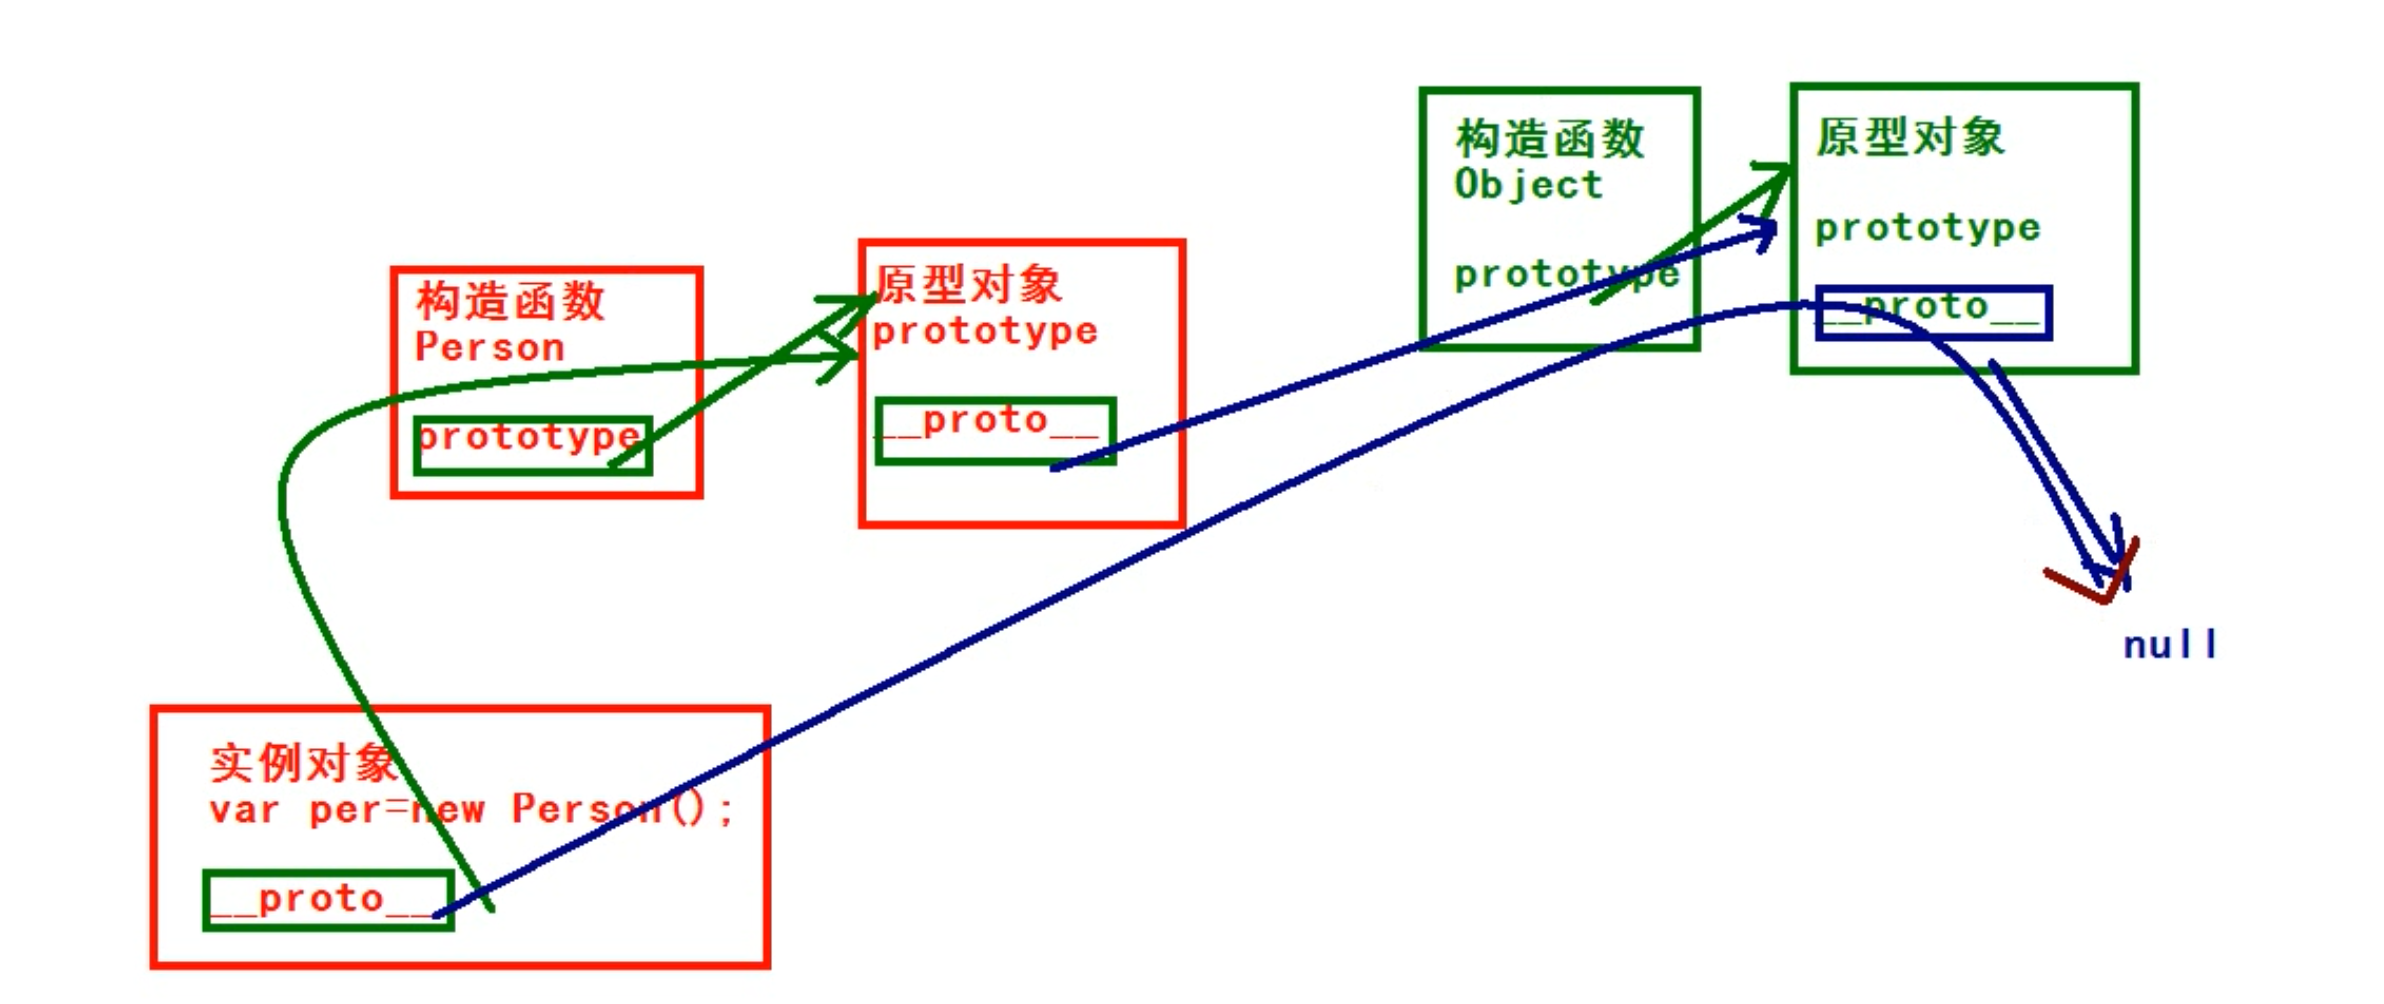 构造函数
Person
prototype
原型对象
prototype
__proto__
构造函数
Object
prototype
原型对象
prototype
__proto__
null
实例对象
var per=new Person();
__proto__